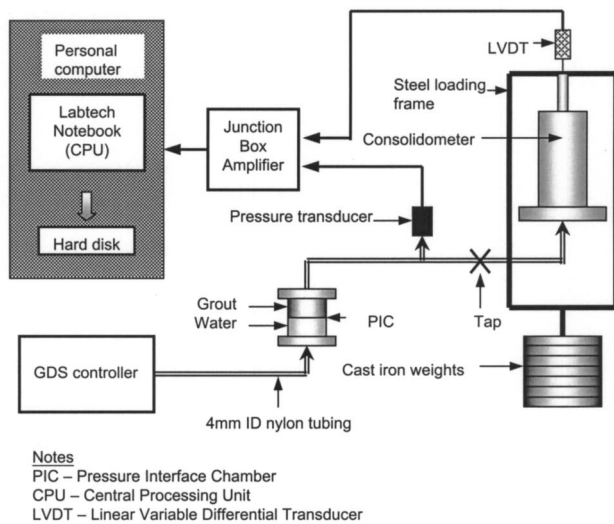 Personal
computer
Labtech
Notebook
(CPU)
Hard disk
Junction
Box
Amplifier
LVDT
Steel loading
frame
Consolidometer
Pressure transducer
Grout
Water
PIC
Tap
GDS controller
Cast iron weights
4mm ID nylon tubing
Notes
PIC – Pressure Interface Chamber
CPU – Central Processing Unit
LVDT – Linear Variable Differential Transducer